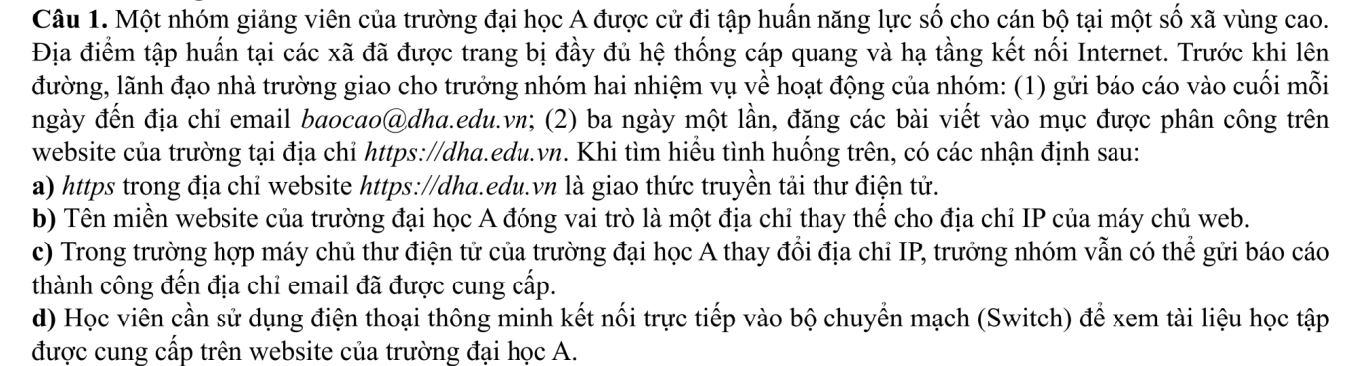 Câu 1. Một nhóm giảng viên của trường đại học A được cử đi tập huấn năng lực số cho cán bộ tại một số xã vùng cao.
Địa điểm tập huấn tại các xã đã được trang bị đầy đủ hệ thống cáp quang và hạ tầng kết nối Internet. Trước khi lên
đường, lãnh đạo nhà trường giao cho trưởng nhóm hai nhiệm vụ về hoạt động của nhóm: (1) gửi báo cáo vào cuối mỗi
ngày đến địa chỉ email baocao@dha.edu.vn; (2) ba ngày một lần, đăng các bài viết vào mục được phân công trên
website của trường tại địa chỉ https://dha.edu.vn. Khi tìm hiểu tình huống trên, có các nhận định sau:
a) https trong địa chỉ website https://dha.edu.vn là giao thức truyền tải thư điện tử.
b) Tên miền website của trường đại học A đóng vai trò là một địa chỉ thay thế cho địa chỉ IP của máy chủ web.
c) Trong trường hợp máy chủ thư điện tử của trường đại học A thay đổi địa chỉ IP, trưởng nhóm vẫn có thể gửi báo cáo
thành công đến địa chỉ email đã được cung cấp.
d) Học viên cần sử dụng điện thoại thông minh kết nối trực tiếp vào bộ chuyển mạch (Switch) để xem tài liệu học tập
được cung cấp trên website của trường đại học A.